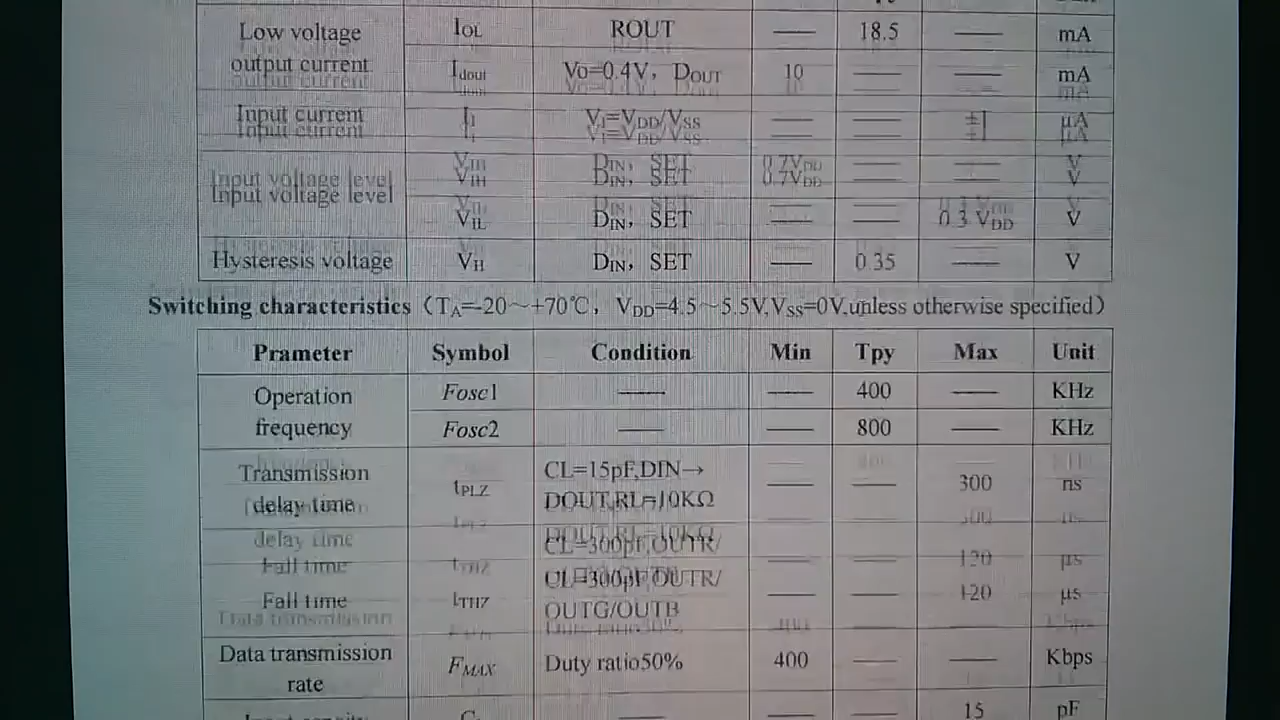 Low voltage output current IOL ROUT —— 18.5 —— mA
Idout VO=0.4V, DOUT 10 —— —— mA
Input current II VI=VDD/VSS —— —— ±1 μA
Input voltage level VIH DIN, SET 0.7VDD —— —— V
VIL DIN, SET —— —— 0.3 VDD V
Hysteresis voltage VH DIN, SET —— 0.35 —— V
Switching characteristics (TA=-20~+70℃, VDD=4.5~5.5V,VSS=0V,unless otherwise specified)
Prameter Symbol Condition Min Tpy Max Unit
Operation frequency Fosc1 —— —— 400 —— KHz
Fosc2 —— —— 800 —— KHz
Transmission delay time tPLZ CL=15pF,DIN→ DOUT,RL=10KΩ —— —— 300 ns
Fall time tTHZ CL=300pF,OUTR/ OUTG/OUTB —— —— 120 μs
Data transmission rate FMAX Duty ratio50% 400 —— —— Kbps
—— —— —— 15 pF